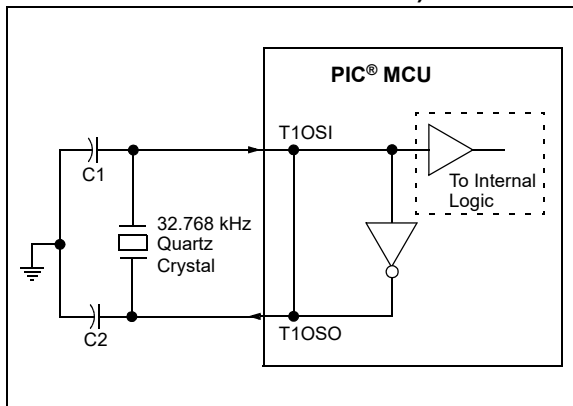 PIC® MCU
T1OSI
C1
To Internal
Logic
32.768 kHz
Quartz
Crystal
T1OSO
C2